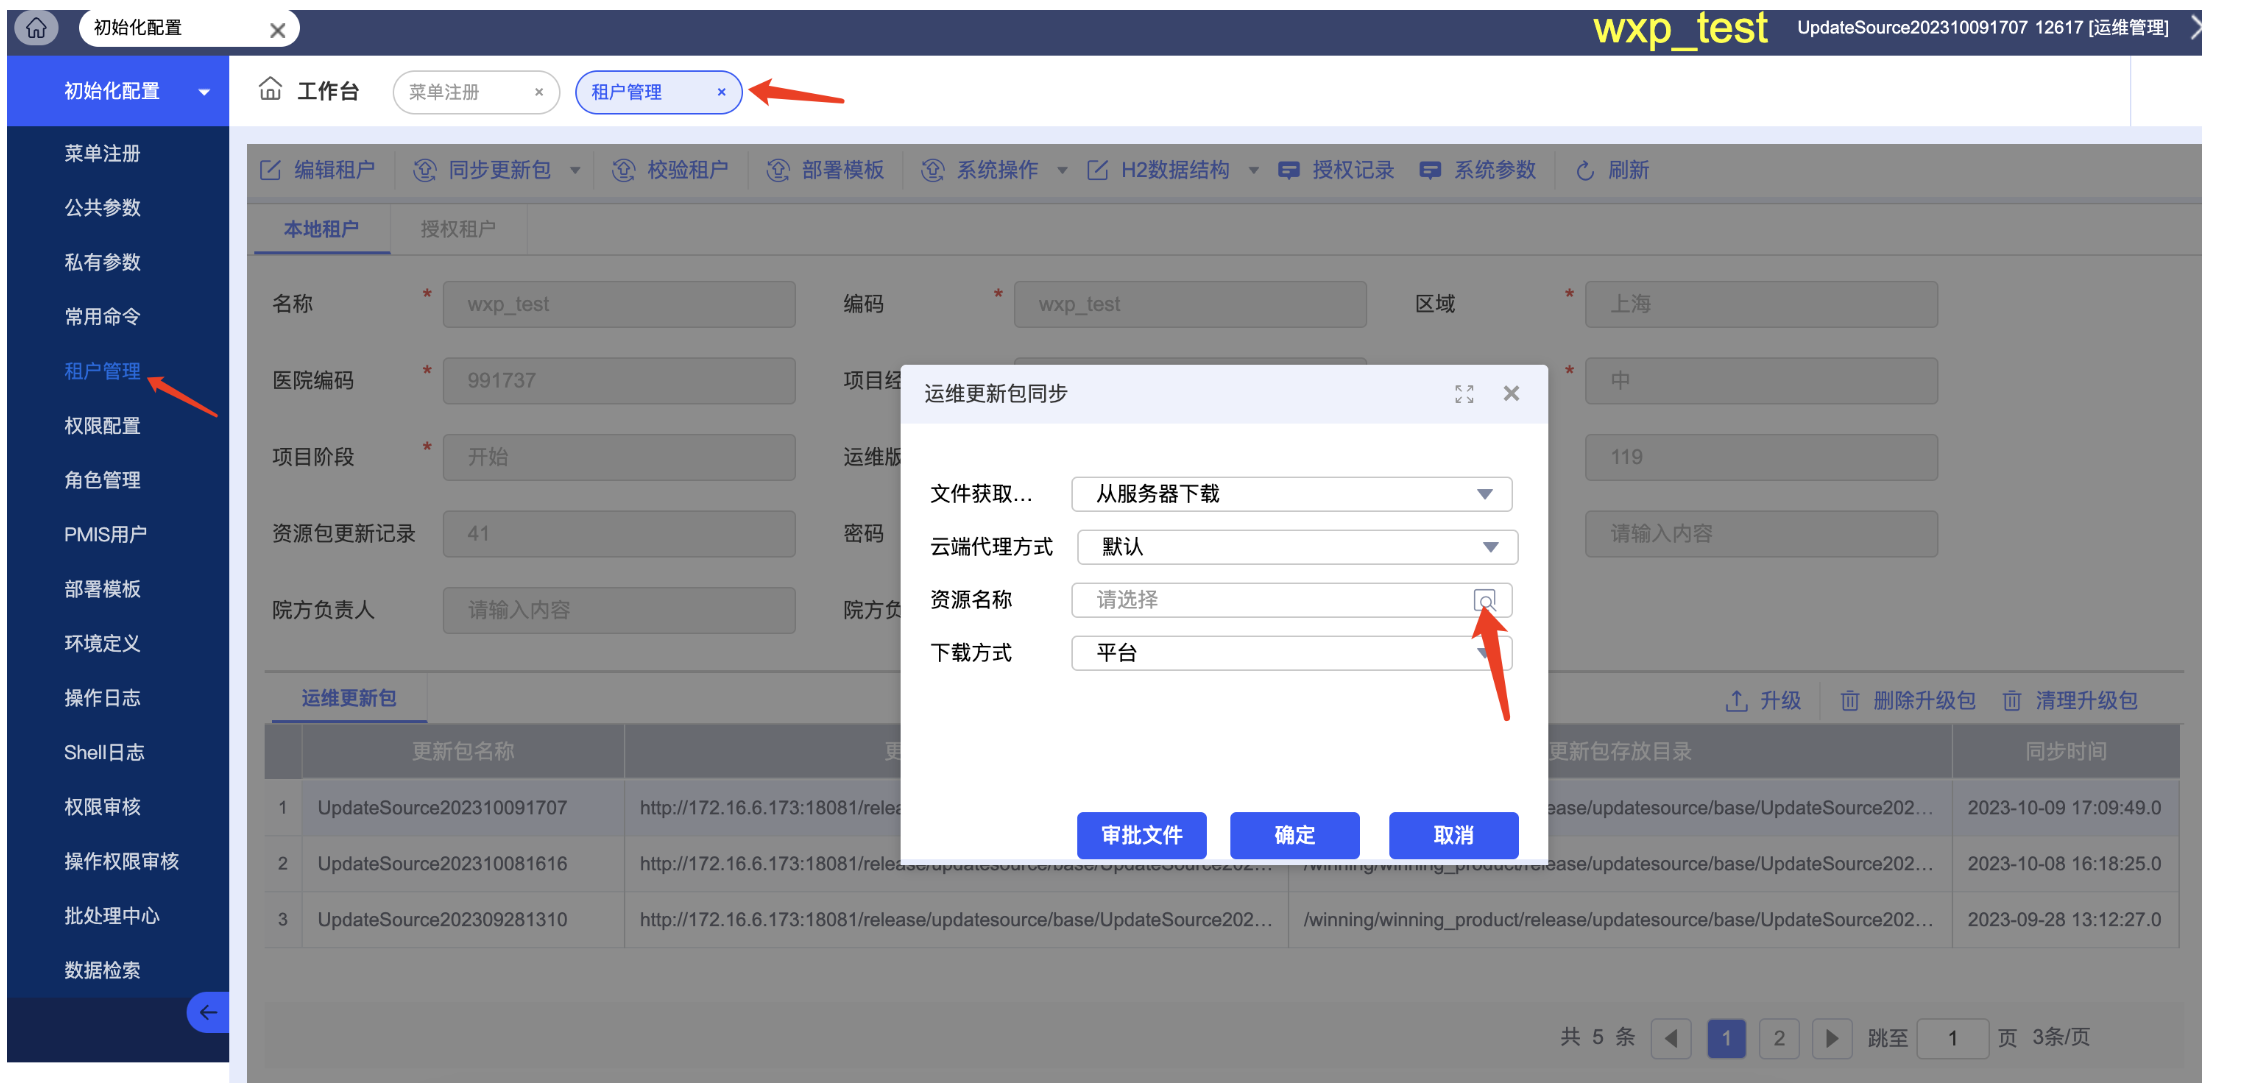 初始化配置
wxp_test
UpdateSource202310091707 12617 [运维管理]
初始化配置
工作台
菜单注册 ×
租户管理 ×
菜单注册
公共参数
私有参数
常用命令
租户管理
权限配置
角色管理
PMIS用户
部署模板
环境定义
操作日志
Shell日志
权限审核
操作权限审核
批处理中心
数据检索
编辑租户 同步更新包 校验租户 部署模板 系统操作 H2数据结构 授权记录 系统参数 刷新
本地租户 授权租户
名称 * wxp_test 编码 * wxp_test 区域 * 上海
医院编码 * 991737 项目经 * 中
项目阶段 * 开始 运维版 119
资源包更新记录 41 密码 请输入内容
院方负责人 请输入内容 院方负
运维更新包同步
文件获取... 从服务器下载
云端代理方式 默认
资源名称 请选择
下载方式 平台
审批文件 确定 取消
运维更新包 升级 删除升级包 清理升级包
更新包名称 更 更新包存放目录 同步时间
1 UpdateSource202310091707 http://172.16.6.173:18081/relea ease/updatesource/base/UpdateSource202... 2023-10-09 17:09:49.0
2 UpdateSource202310081616 http://172.16.6.173:18081/release/updatesource/base/UpdateSource202... /winning/winning_product/release/updatesource/base/UpdateSource202... 2023-10-08 16:18:25.0
3 UpdateSource202309281310 http://172.16.6.173:18081/release/updatesource/base/UpdateSource202... /winning/winning_product/release/updatesource/base/UpdateSource202... 2023-09-28 13:12:27.0
共 5 条 1 2 跳至 1 页 3条/页